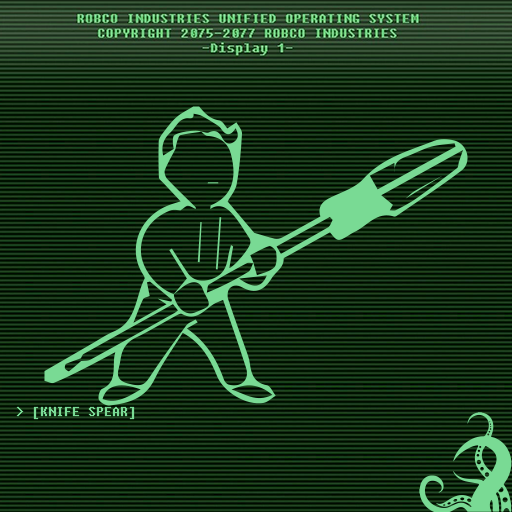 ROBCO INDUSTRIES UNIFIED OPERATING SYSTEM
COPYRIGHT 2075-2077 ROBCO INDUSTRIES
-Display 1-
> [KNIFE SPEAR]